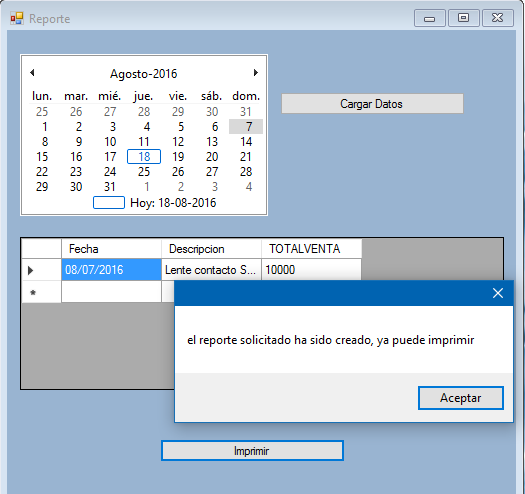 Reporte
Agosto-2016
lun. mar. mié. jue. vie. sáb. dom.
25 26 27 28 29 30 31
1 2 3 4 5 6 7
8 9 10 11 12 13 14
15 16 17 18 19 20 21
22 23 24 25 26 27 28
29 30 31 1 2 3 4
Hoy: 18-08-2016
Cargar Datos
Fecha Descripcion TOTALVENTA
08/07/2016 Lente contacto S... 10000
el reporte solicitado ha sido creado, ya puede imprimir
Aceptar
Imprimir